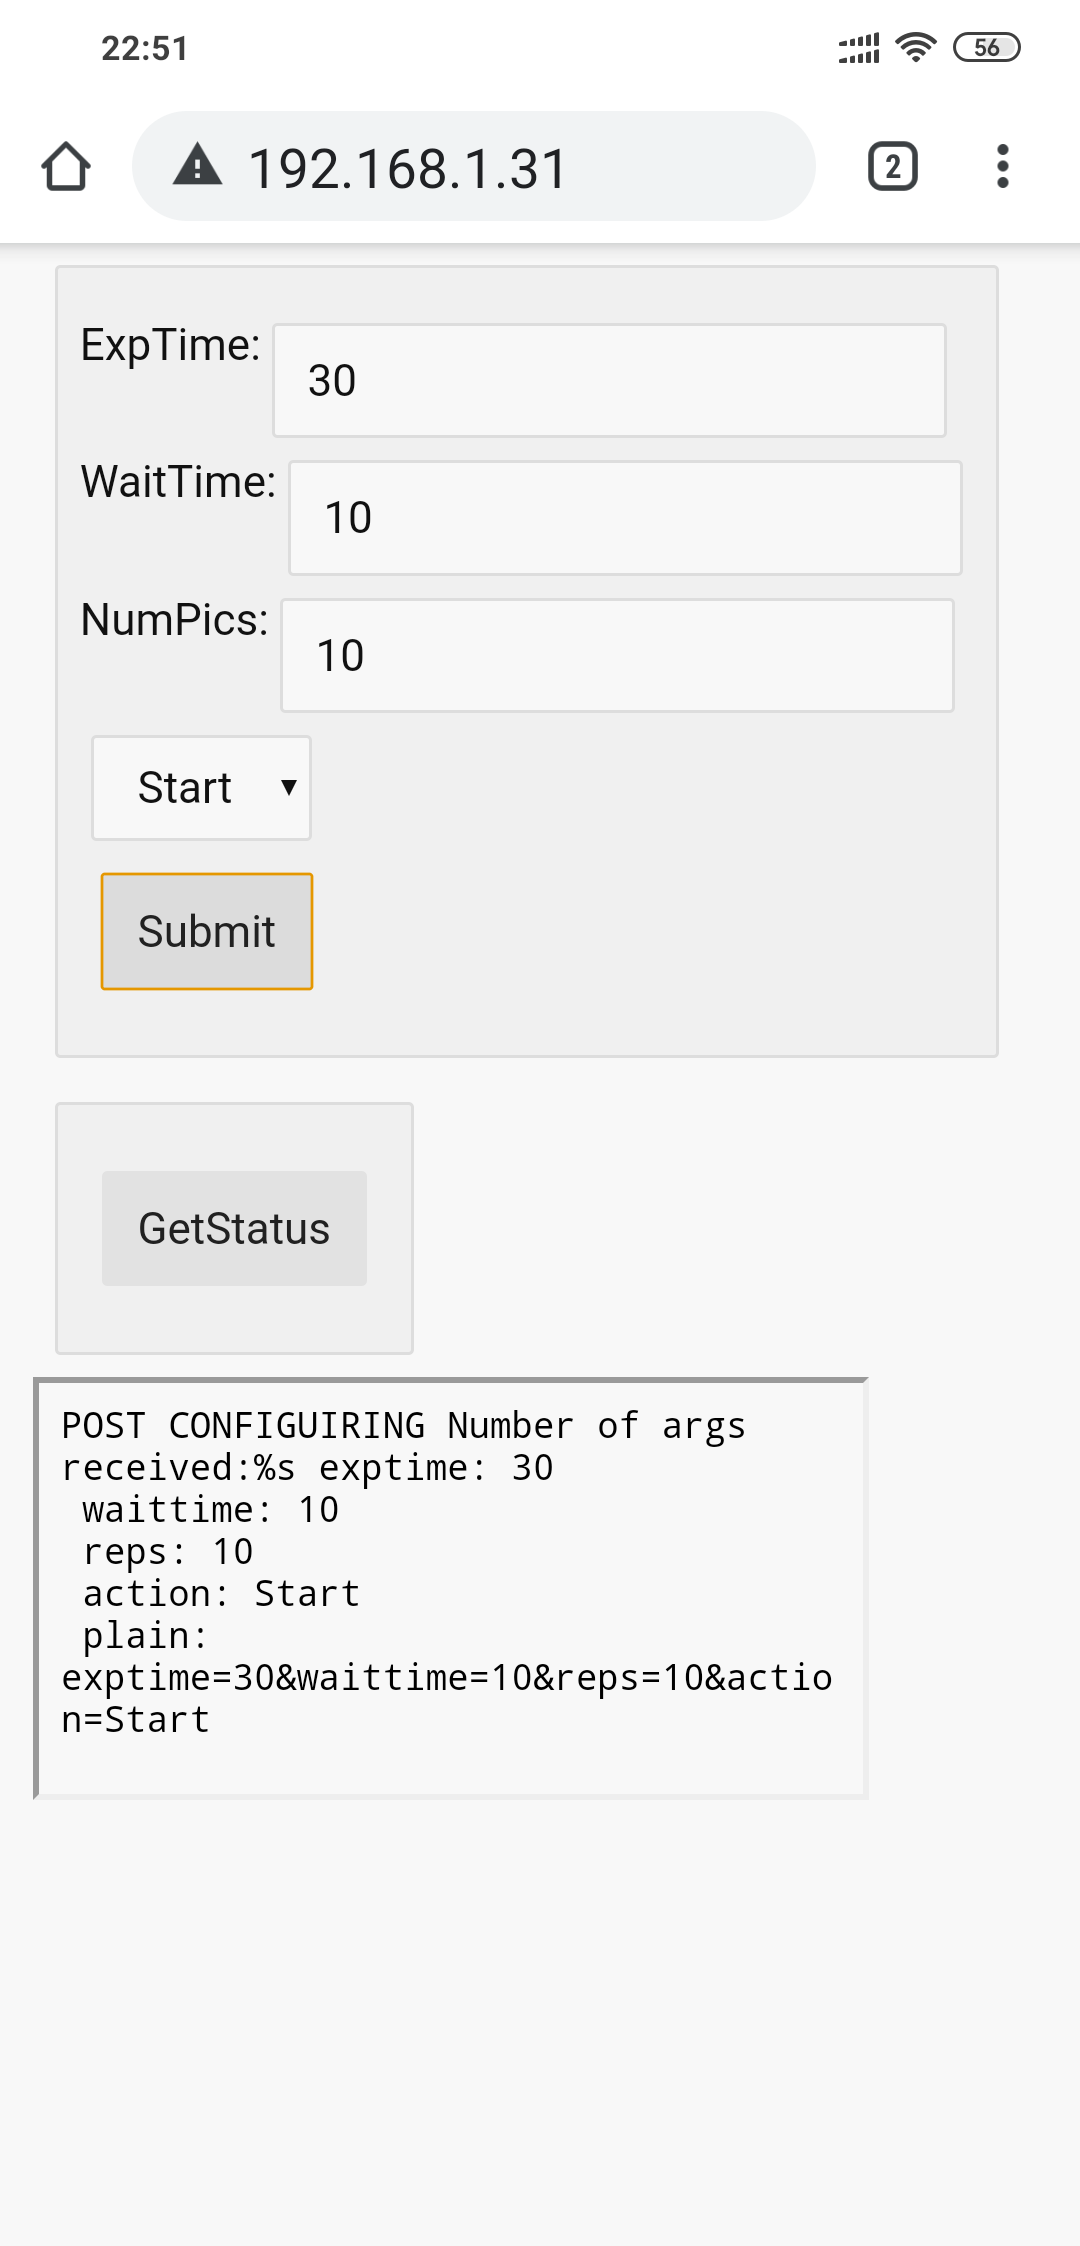 22:51
56
192.168.1.31
2
ExpTime:
30
WaitTime:
10
NumPics:
10
Start
Submit
GetStatus
POST CONFIGUIRING Number of args
received:%s exptime: 30
waittime: 10
reps: 10
action: Start
plain:
exptime=30&waittime=10&reps=10&actio
n=Start